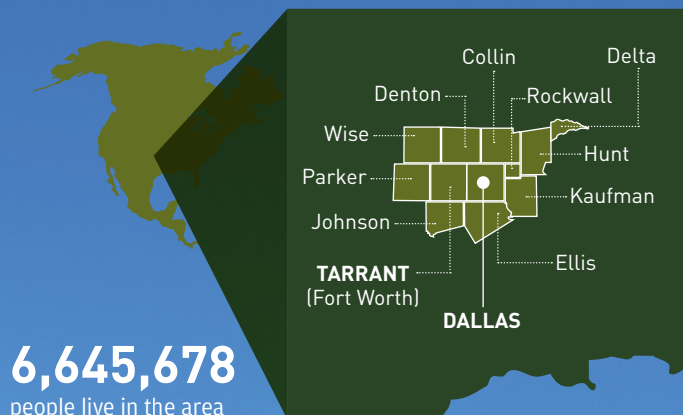 Collin
Delta
Denton
Rockwall
Wise
Hunt
Parker
Kaufman
Johnson
Ellis
TARRANT
(Fort Worth)
DALLAS
6,645,678
people live in the area